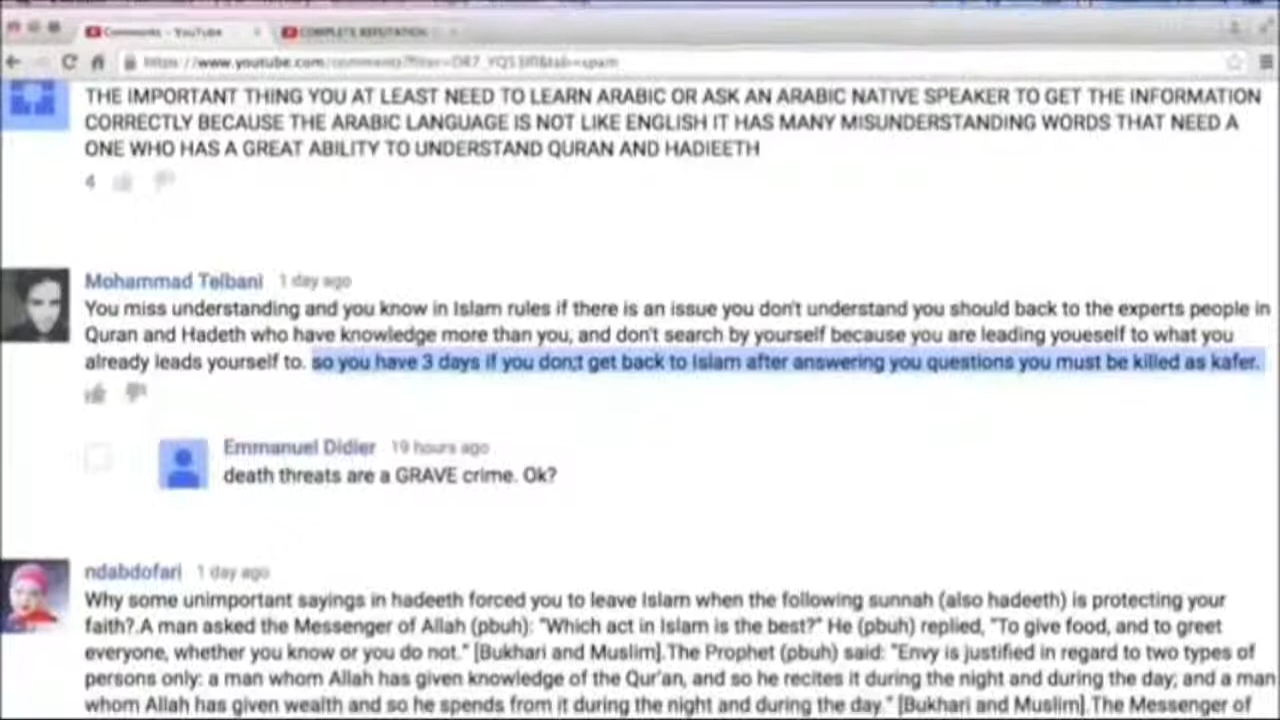 Comments - YouTube
COMPLETE REFUTATION
THE IMPORTANT THING YOU AT LEAST NEED TO LEARN ARABIC OR ASK AN ARABIC NATIVE SPEAKER TO GET THE INFORMATION
CORRECTLY BECAUSE THE ARABIC LANGUAGE IS NOT LIKE ENGLISH IT HAS MANY MISUNDERSTANDING WORDS THAT NEED A
ONE WHO HAS A GREAT ABILITY TO UNDERSTAND QURAN AND HADIEETH
4
Mohammad Telbani 1 day ago
You miss understanding and you know in Islam rules if there is an issue you don't understand you should back to the experts people in
Quran and Hadeth who have knowledge more than you, and don't search by yourself because you are leading youeself to what you
already leads yourself to. so you have 3 days if you don;t get back to Islam after answering you questions you must be killed as kafer.
Emmanuel Didier 19 hours ago
death threats are a GRAVE crime. Ok?
ndabdofari 1 day ago
Why some unimportant sayings in hadeeth forced you to leave Islam when the following sunnah (also hadeeth) is protecting your
faith?.A man asked the Messenger of Allah (pbuh): "Which act in Islam is the best?" He (pbuh) replied, "To give food, and to greet
everyone, whether you know or you do not." [Bukhari and Muslim].The Prophet (pbuh) said: "Envy is justified in regard to two types of
persons only: a man whom Allah has given knowledge of the Qur'an, and so he recites it during the night and during the day; and a man
whom Allah has given wealth and so he spends from it during the night and during the day." [Bukhari and Muslim].The Messenger of